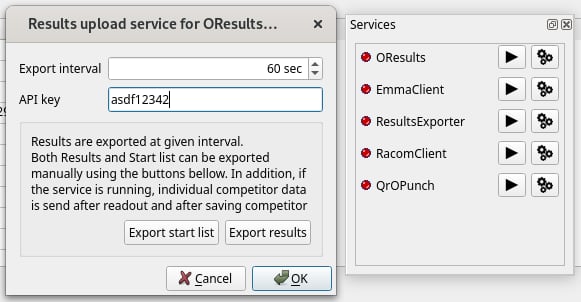 Results upload service for OResults...
Export interval
60 sec
API key
asdf12342
Results are exported at given interval.
Both Results and Start list can be exported
manually using the buttons bellow. In addition, if
the service is running, individual competitor data
is send after readout and after saving competitor
Export start list
Export results
Cancel
OK
Services
OResults
EmmaClient
ResultsExporter
RacomClient
QrOPunch